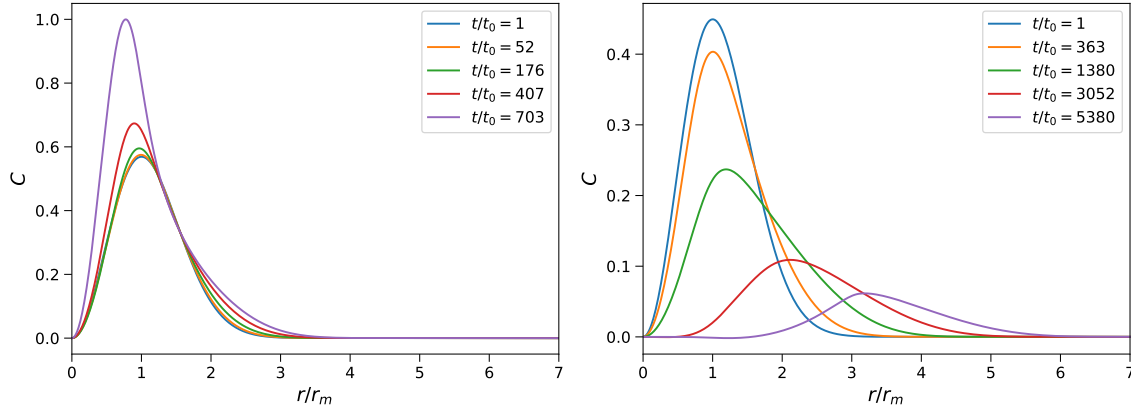 1.0
0.8
0.6
0.4
0.2
0.0
C
0 1 2 3 4 5 6 7
r/r_m
t/t_0 = 1
t/t_0 = 52
t/t_0 = 176
t/t_0 = 407
t/t_0 = 703
0.4
0.3
0.2
0.1
0.0
C
0 1 2 3 4 5 6 7
r/r_m
t/t_0 = 1
t/t_0 = 363
t/t_0 = 1380
t/t_0 = 3052
t/t_0 = 5380